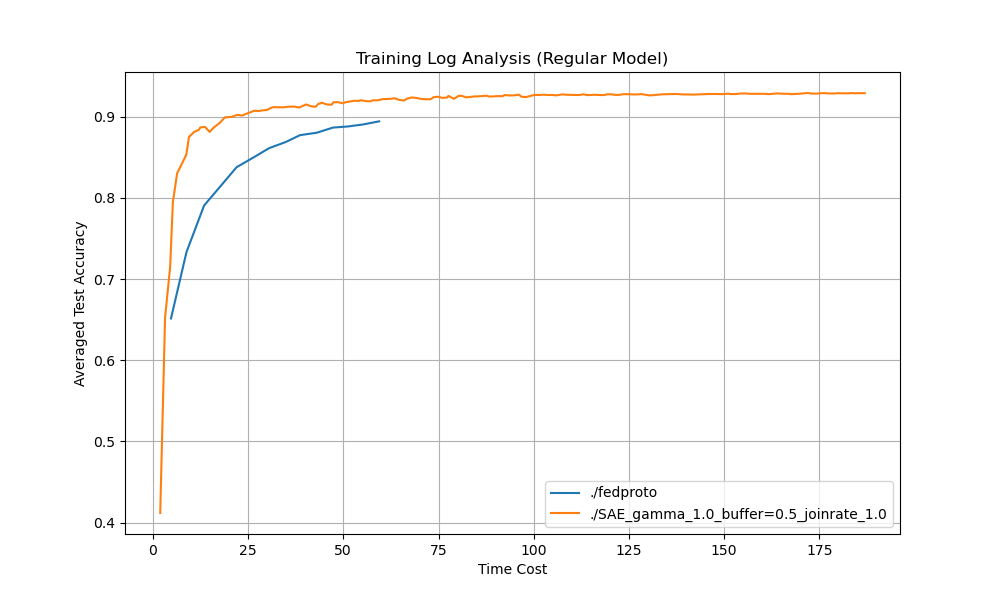 Training Log Analysis (Regular Model)
Averaged Test Accuracy
0.9
0.8
0.7
0.6
0.5
0.4
0
25
50
75
100
125
150
175
Time Cost
./fedproto
./SAE_gamma_1.0_buffer=0.5_joinrate_1.0